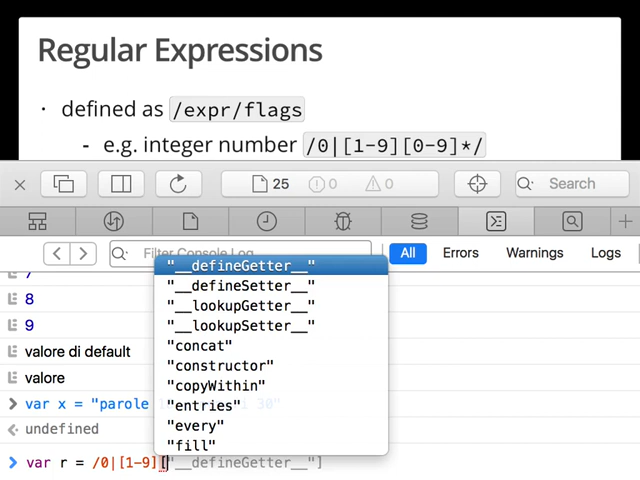 Regular Expressions
· defined as /expr/flags
- e.g. integer number /0|[1-9][0-9]*/
25
0
0
Search
Filter Console Log
All
Errors
Warnings
Logs
7
8
9
valore di default
valore
var x = "parole 30"
undefined
var r = /0|[1-9]["__defineGetter__"]
"__defineGetter__"
"__defineSetter__"
"__lookupGetter__"
"__lookupSetter__"
"concat"
"constructor"
"copyWithin"
"entries"
"every"
"fill"